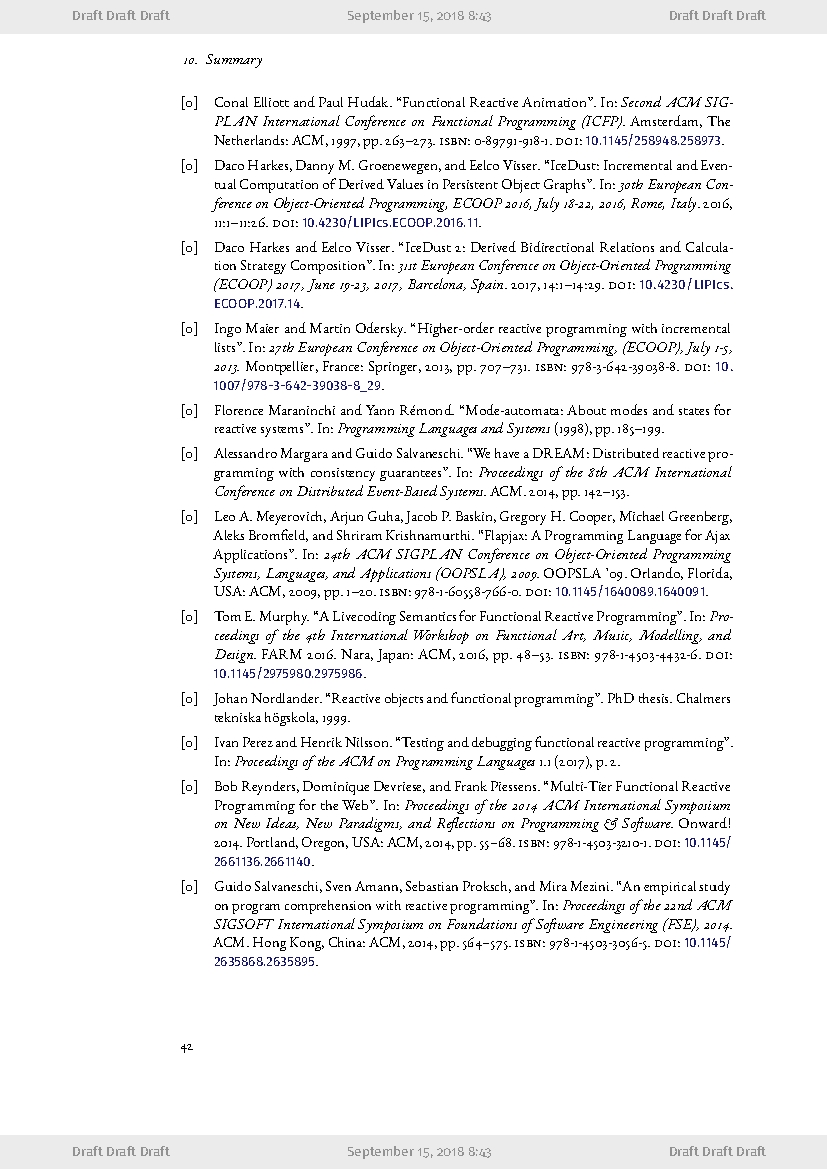 Draft Draft Draft September 15, 2018 8:43 Draft Draft Draft
10. Summary
[0] Conal Elliott and Paul Hudak. “Functional Reactive Animation”. In: Second ACM SIG-
PLAN International Conference on Functional Programming (ICFP). Amsterdam, The
Netherlands: ACM, 1997, pp. 263–273. ISBN: 0-89791-918-1. DOI: 10.1145/258948.258973.
[0] Daco Harkes, Danny M. Groenewegen, and Eelco Visser. “IceDust: Incremental and Even-
tual Computation of Derived Values in Persistent Object Graphs”. In: 30th European Con-
ference on Object-Oriented Programming, ECOOP 2016, July 18-22, 2016, Rome, Italy. 2016,
11:1–11:26. DOI: 10.4230/LIPIcs.ECOOP.2016.11.
[0] Daco Harkes and Eelco Visser. “IceDust 2: Derived Bidirectional Relations and Calcula-
tion Strategy Composition”. In: 31st European Conference on Object-Oriented Programming
(ECOOP) 2017, June 19-23, 2017, Barcelona, Spain. 2017, 14:1–14:29. DOI: 10.4230/LIPIcs.
ECOOP.2017.14.
[0] Ingo Maier and Martin Odersky. “Higher-order reactive programming with incremental
lists”. In: 27th European Conference on Object-Oriented Programming, (ECOOP), July 1-5,
2013. Montpellier, France: Springer, 2013, pp. 707–731. ISBN: 978-3-642-39038-8. DOI: 10.
1007/978-3-642-39038-8_29.
[0] Florence Maraninchi and Yann Rémond. “Mode-automata: About modes and states for
reactive systems”. In: Programming Languages and Systems (1998), pp. 185–199.
[0] Alessandro Margara and Guido Salvaneschi. “We have a DREAM: Distributed reactive pro-
gramming with consistency guarantees”. In: Proceedings of the 8th ACM International
Conference on Distributed Event-Based Systems. ACM. 2014, pp. 142–153.
[0] Leo A. Meyerovich, Arjun Guha, Jacob P. Baskin, Gregory H. Cooper, Michael Greenberg,
Aleks Bromfield, and Shriram Krishnamurthi. “Flapjax: A Programming Language for Ajax
Applications”. In: 24th ACM SIGPLAN Conference on Object-Oriented Programming
Systems, Languages, and Applications (OOPSLA), 2009. OOPSLA ’09. Orlando, Florida,
USA: ACM, 2009, pp. 1–20. ISBN: 978-1-60558-766-0. DOI: 10.1145/1640089.1640091.
[0] Tom E. Murphy. “A Livecoding Semantics for Functional Reactive Programming”. In: Pro-
ceedings of the 4th International Workshop on Functional Art, Music, Modelling, and
Design. FARM 2016. Nara, Japan: ACM, 2016, pp. 48–53. ISBN: 978-1-4503-4432-6. DOI:
10.1145/2975980.2975986.
[0] Johan Nordlander. “Reactive objects and functional programming”. PhD thesis. Chalmers
tekniska högskola, 1999.
[0] Ivan Perez and Henrik Nilsson. “Testing and debugging functional reactive programming”.
In: Proceedings of the ACM on Programming Languages 1.1 (2017), p. 2.
[0] Bob Reynders, Dominique Devriese, and Frank Piessens. “Multi-Tier Functional Reactive
Programming for the Web”. In: Proceedings of the 2014 ACM International Symposium
on New Ideas, New Paradigms, and Reflections on Programming & Software. Onward!
2014. Portland, Oregon, USA: ACM, 2014, pp. 55–68. ISBN: 978-1-4503-3210-1. DOI: 10.1145/
2661136.2661140.
[0] Guido Salvaneschi, Sven Amann, Sebastian Proksch, and Mira Mezini. “An empirical study
on program comprehension with reactive programming”. In: Proceedings of the 22nd ACM
SIGSOFT International Symposium on Foundations of Software Engineering (FSE), 2014.
ACM. Hong Kong, China: ACM, 2014, pp. 564–575. ISBN: 978-1-4503-3056-5. DOI: 10.1145/
2635868.2635895.
42
Draft Draft Draft September 15, 2018 8:43 Draft Draft Draft